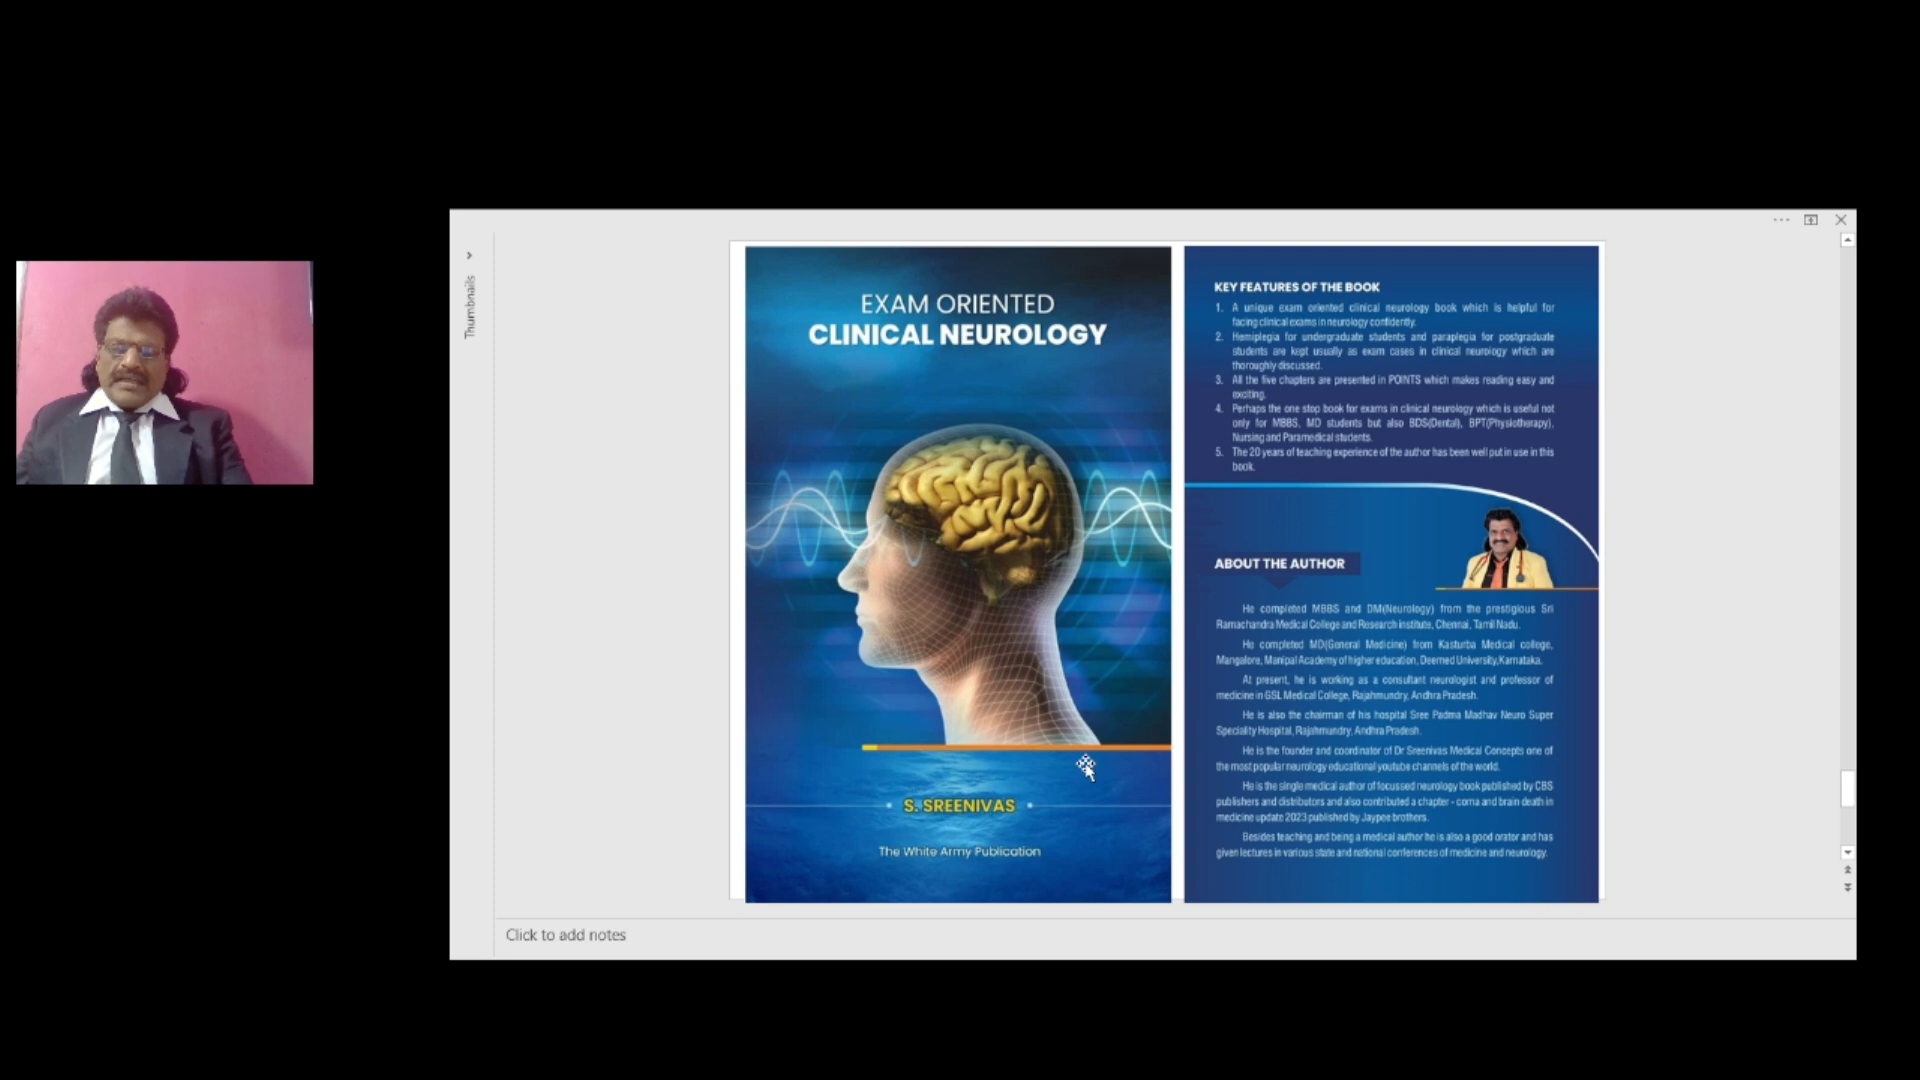 Thumbnails
EXAM ORIENTED
CLINICAL NEUROLOGY
S. SREENIVAS
The White Army Publication
KEY FEATURES OF THE BOOK
1. A unique exam oriented clinical neurology book which is helpful for
facing clinical exams in neurology confidently.
2. Hemiplegia for undergraduate students and paraplegia for postgraduate
students are kept usually as exam cases in clinical neurology which are
thoroughly discussed.
3. All the five chapters are presented in POINTS which makes reading easy and
exciting.
4. Perhaps the one stop book for exams in clinical neurology which is useful not
only for MBBS, MD students but also BDS(Dental), BPT(Physiotherapy),
Nursing and Paramedical students.
5. The 20 years of teaching experience of the author has been well put in use in this
book.
ABOUT THE AUTHOR
He completed MBBS and DM(Neurology) from the prestigious Sri
Ramachandra Medical College and Research institute, Chennai, Tamil Nadu.
He completed MD(General Medicine) from Kasturba Medical college,
Mangalore, Manipal Academy of higher education, Deemed University,Karnataka.
At present, he is working as a consultant neurologist and professor of
medicine in GSL Medical College, Rajahmundry, Andhra Pradesh.
He is also the chairman of his hospital Sree Padma Madhav Neuro Super
Speciality Hospital, Rajahmundry, Andhra Pradesh.
He is the founder and coordinator of Dr Sreenivas Medical Concepts one of
the most popular neurology educational youtube channels of the world.
He is the single medical author of focussed neurology book published by CBS
publishers and distributors and also contributed a chapter - coma and brain death in
medicine update 2023 published by Jaypee brothers.
Besides teaching and being a medical author he is also a good orator and has
given lectures in various state and national conferences of medicine and neurology.
Click to add notes